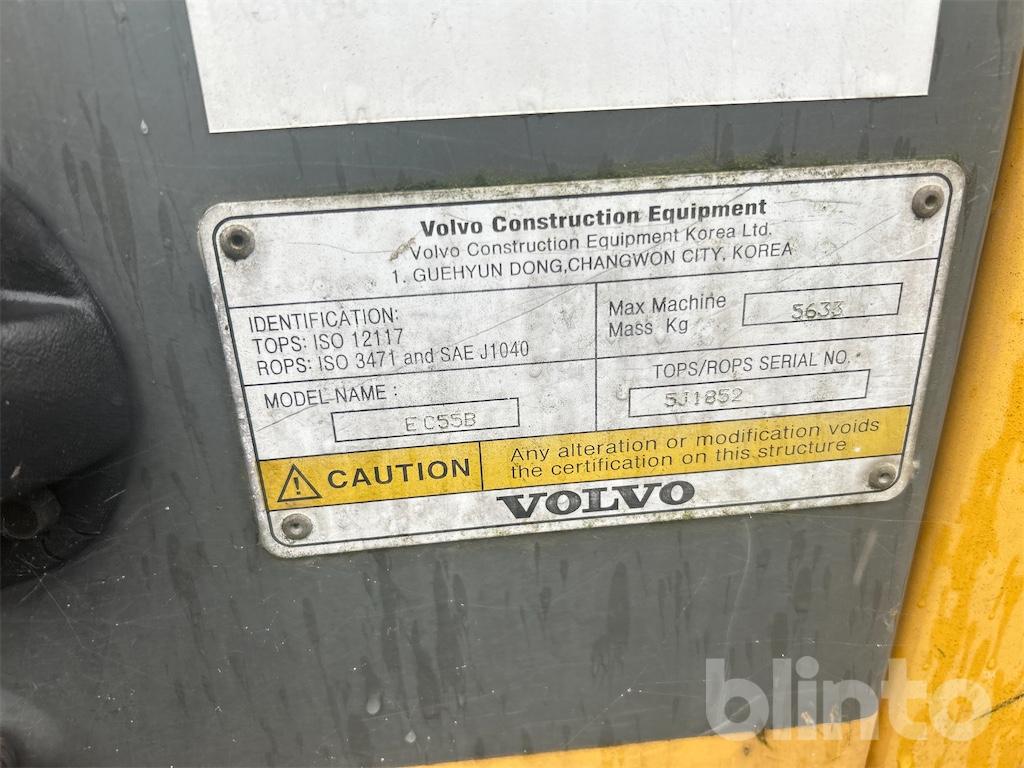 Volvo Construction Equipment
Volvo Construction Equipment Korea Ltd.
1. GUEHYUN DONG,CHANGWON CITY, KOREA
IDENTIFICATION:
TOPS: ISO 12117
ROPS: ISO 3471 and SAE J1040
Max Machine
Mass Kg
5633
MODEL NAME :
EC55B
TOPS/ROPS SERIAL NO.
5J1852
CAUTION
Any alteration or modification voids
the certification on this structure
VOLVO
blinto